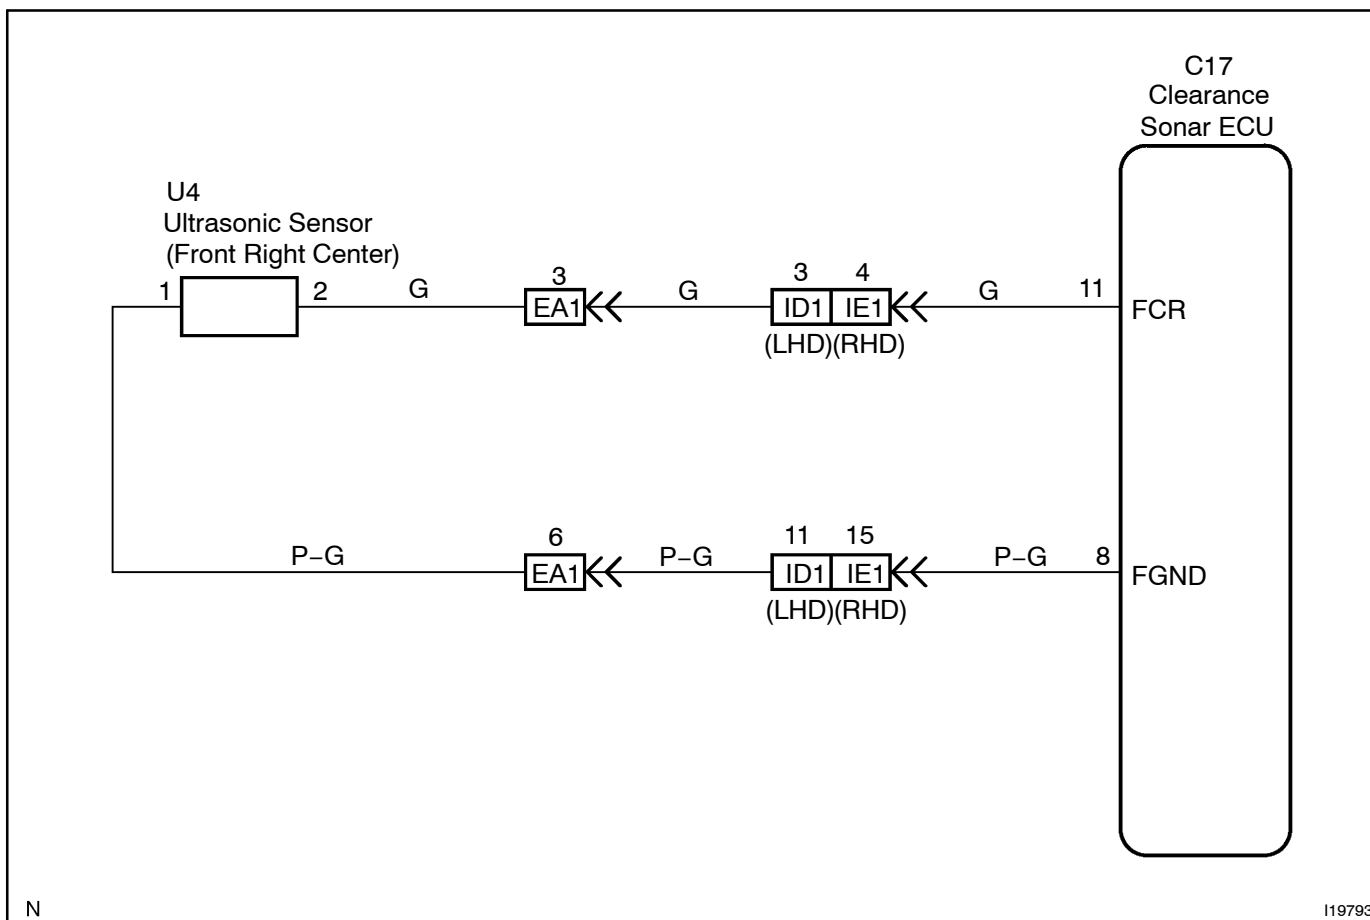 C17
Clearance
Sonar ECU
U4
Ultrasonic Sensor
(Front Right Center)
1
2
G
3
EA1
G
3 4
ID1 IE1
(LHD)(RHD)
G
11
FCR
P–G
6
EA1
P–G
11 15
ID1 IE1
(LHD)(RHD)
P–G
8
FGND
N
I19793